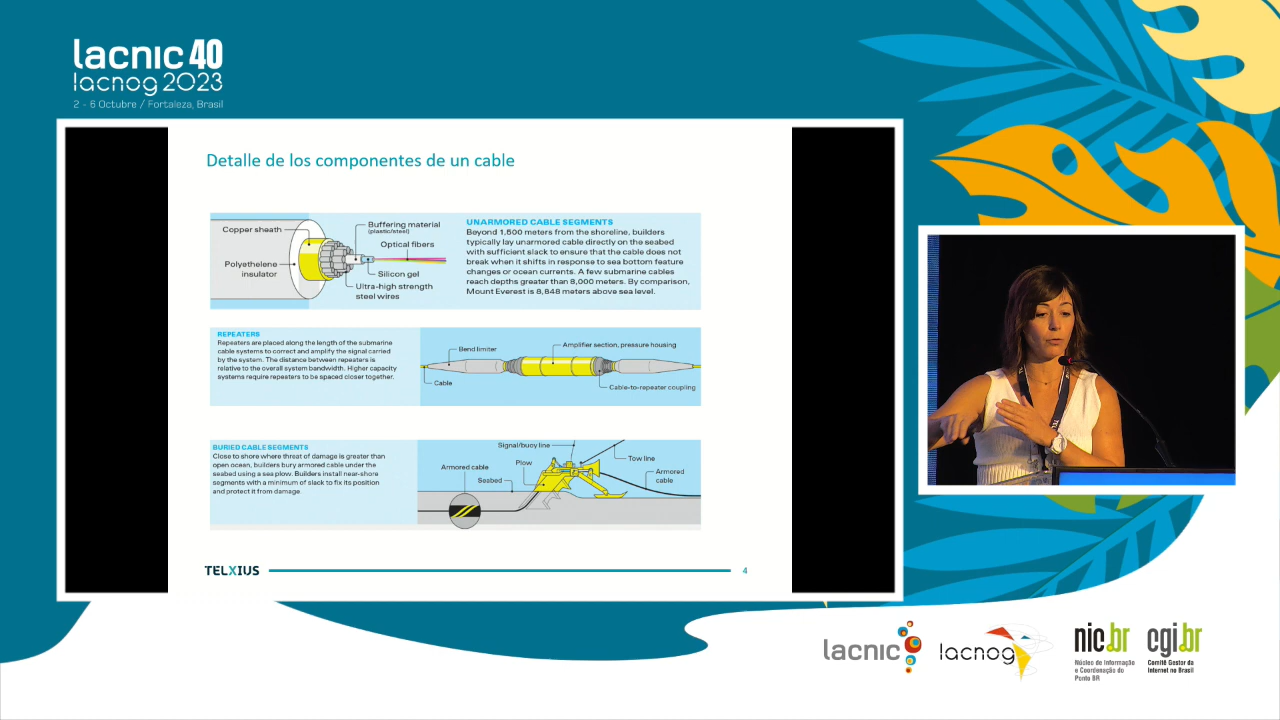 lacnic 40
lacnog 2023
2 - 6 Octubre / Fortaleza, Brasil
Detalle de los componentes de un cable
Copper sheath
Polyethelene
insulator
Buffering material
(plastic/steel)
Optical fibers
Silicon gel
Ultra-high strength
steel wires
UNARMORED CABLE SEGMENTS
Beyond 1,500 meters from the shoreline, builders
typically lay unarmored cable directly on the seabed
with sufficient slack to ensure that the cable does not
break when it shifts in response to sea bottom feature
changes or ocean currents. A few submarine cables
reach depths greater than 8,000 meters. By comparison,
Mount Everest is 8,848 meters above sea level.
REPEATERS
Repeaters are placed along the length of the submarine
cable systems to correct and amplify the signal carried
by the system. The distance between repeaters is
relative to the overall system bandwidth. Higher capacity
systems require repeaters to be spaced closer together.
Bend limiter
Amplifier section, pressure housing
Cable
Cable-to-repeater coupling
BURIED CABLE SEGMENTS
Close to shore where threat of damage is greater than
open ocean, builders bury armored cable under the
seabed using a sea plow. Builders install near-shore
segments with a minimum of slack to fix its position
and protect it from damage.
Signal/buoy line
Tow line
Plow
Armored cable
Seabed
Armored
cable
TELXIUS
4
lacnic
lacnog
nic.br
Núcleo de Informação
e Coordenação do
Ponto BR
cgi.br
Comitê Gestor da
Internet no Brasil